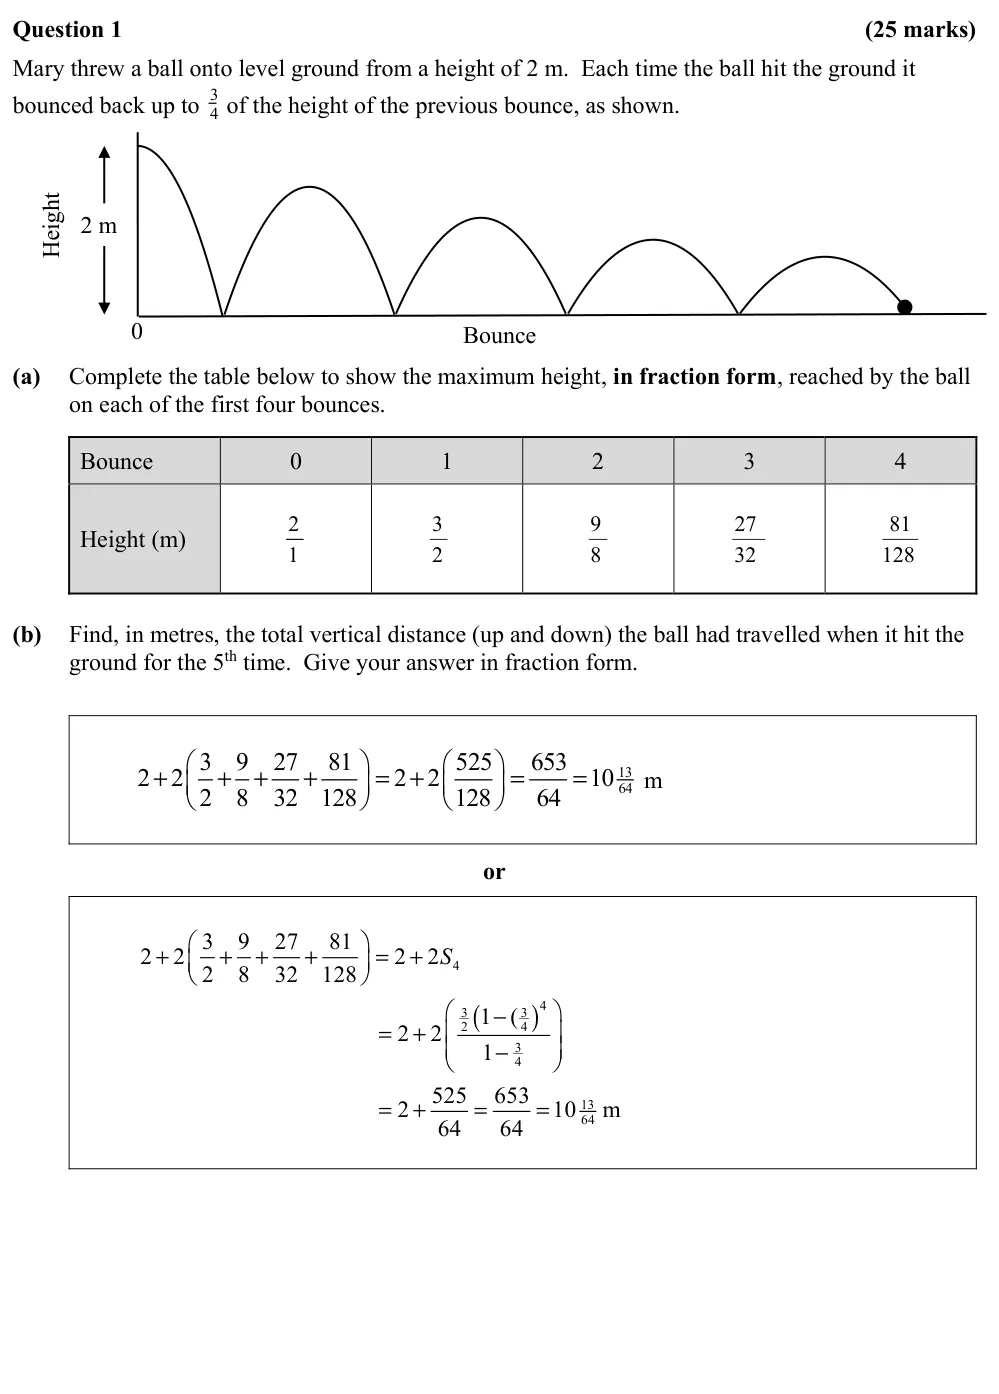 Question 1 (25 marks)
Mary threw a ball onto level ground from a height of 2 m. Each time the ball hit the ground it
bounced back up to 3/4 of the height of the previous bounce, as shown.
Height
2 m
0
Bounce
(a) Complete the table below to show the maximum height, in fraction form, reached by the ball
on each of the first four bounces.
Bounce 0 1 2 3 4
Height (m) 2/1 3/2 9/8 27/32 81/128
(b) Find, in metres, the total vertical distance (up and down) the ball had travelled when it hit the
ground for the 5th time. Give your answer in fraction form.
2+2(3/2+9/8+27/32+81/128)=2+2(525/128)=653/64=10 13/64 m
or
2+2(3/2+9/8+27/32+81/128)=2+2S₄
=2+2(3/2(1−(3/4)⁴/1−3/4)
=2+525/64=653/64=10 13/64 m